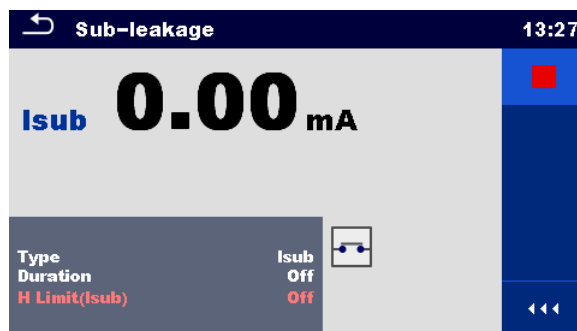 Sub-leakage 13:27
Isub 0.00 mA
Type Isub
Duration Off
H Limit(Isub) Off